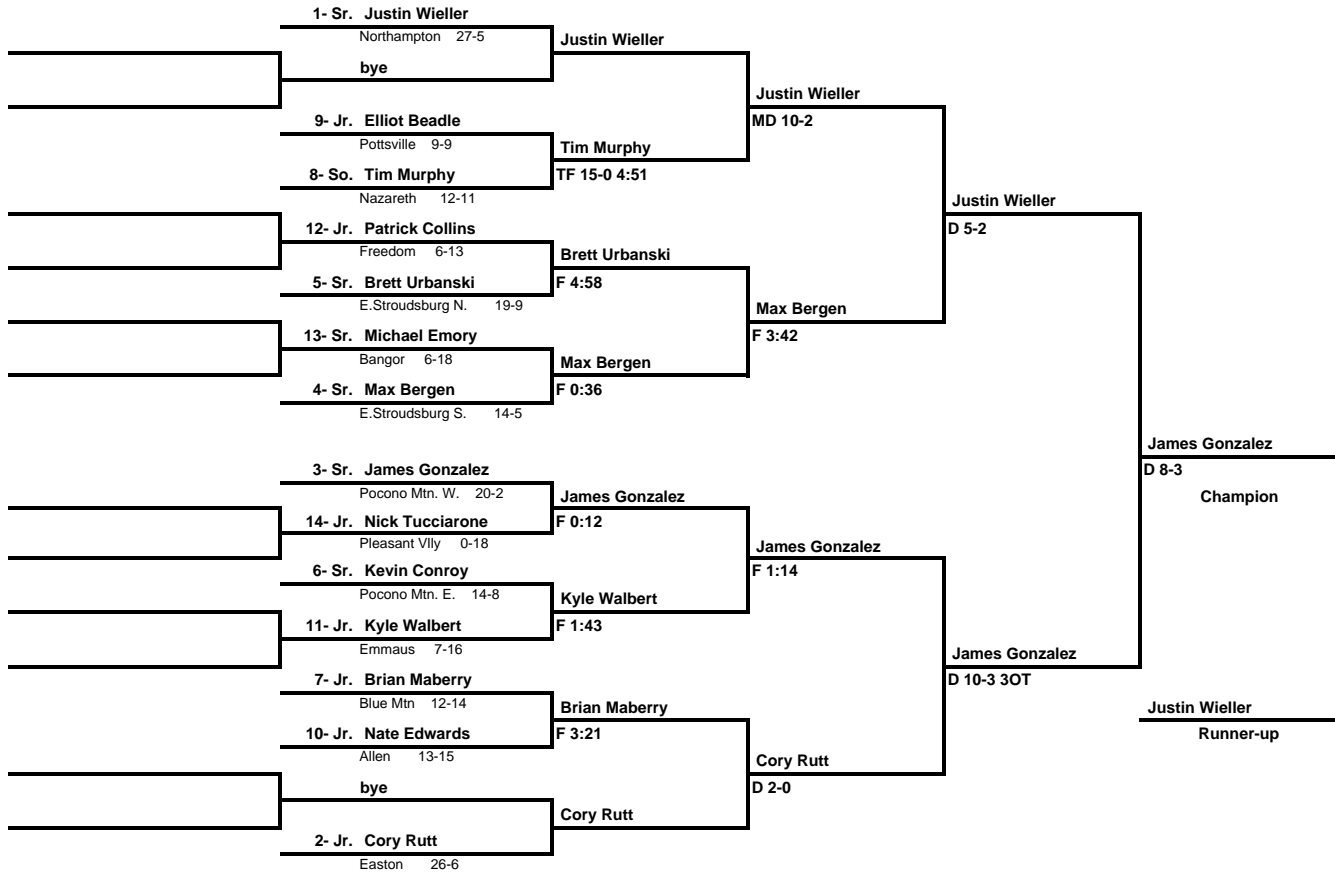 1- Sr. Justin Wieller
Northampton 27-5
bye
9- Jr. Elliot Beadle
Pottsville 9-9
8- So. Tim Murphy
Nazareth 12-11
12- Jr. Patrick Collins
Freedom 6-13
5- Sr. Brett Urbanski
E.Stroudsburg N. 19-9
13- Sr. Michael Emory
Bangor 6-18
4- Sr. Max Bergen
E.Stroudsburg S. 14-5
3- Sr. James Gonzalez
Pocono Mtn. W. 20-2
14- Jr. Nick Tucciarone
Pleasant Vlly 0-18
6- Sr. Kevin Conroy
Pocono Mtn. E. 14-8
11- Jr. Kyle Walbert
Emmaus 7-16
7- Jr. Brian Maberry
Blue Mtn 12-14
10- Jr. Nate Edwards
Allen 13-15
bye
2- Jr. Cory Rutt
Easton 26-6
Justin Wieller
Tim Murphy
TF 15-0 4:51
Brett Urbanski
F 4:58
Max Bergen
F 0:36
James Gonzalez
F 0:12
Kyle Walbert
F 1:43
Brian Maberry
F 3:21
Cory Rutt
Justin Wieller
MD 10-2
Max Bergen
F 3:42
James Gonzalez
F 1:14
Cory Rutt
D 2-0
Justin Wieller
D 5-2
James Gonzalez
D 10-3 3OT
James Gonzalez
D 8-3
Champion
Justin Wieller
Runner-up